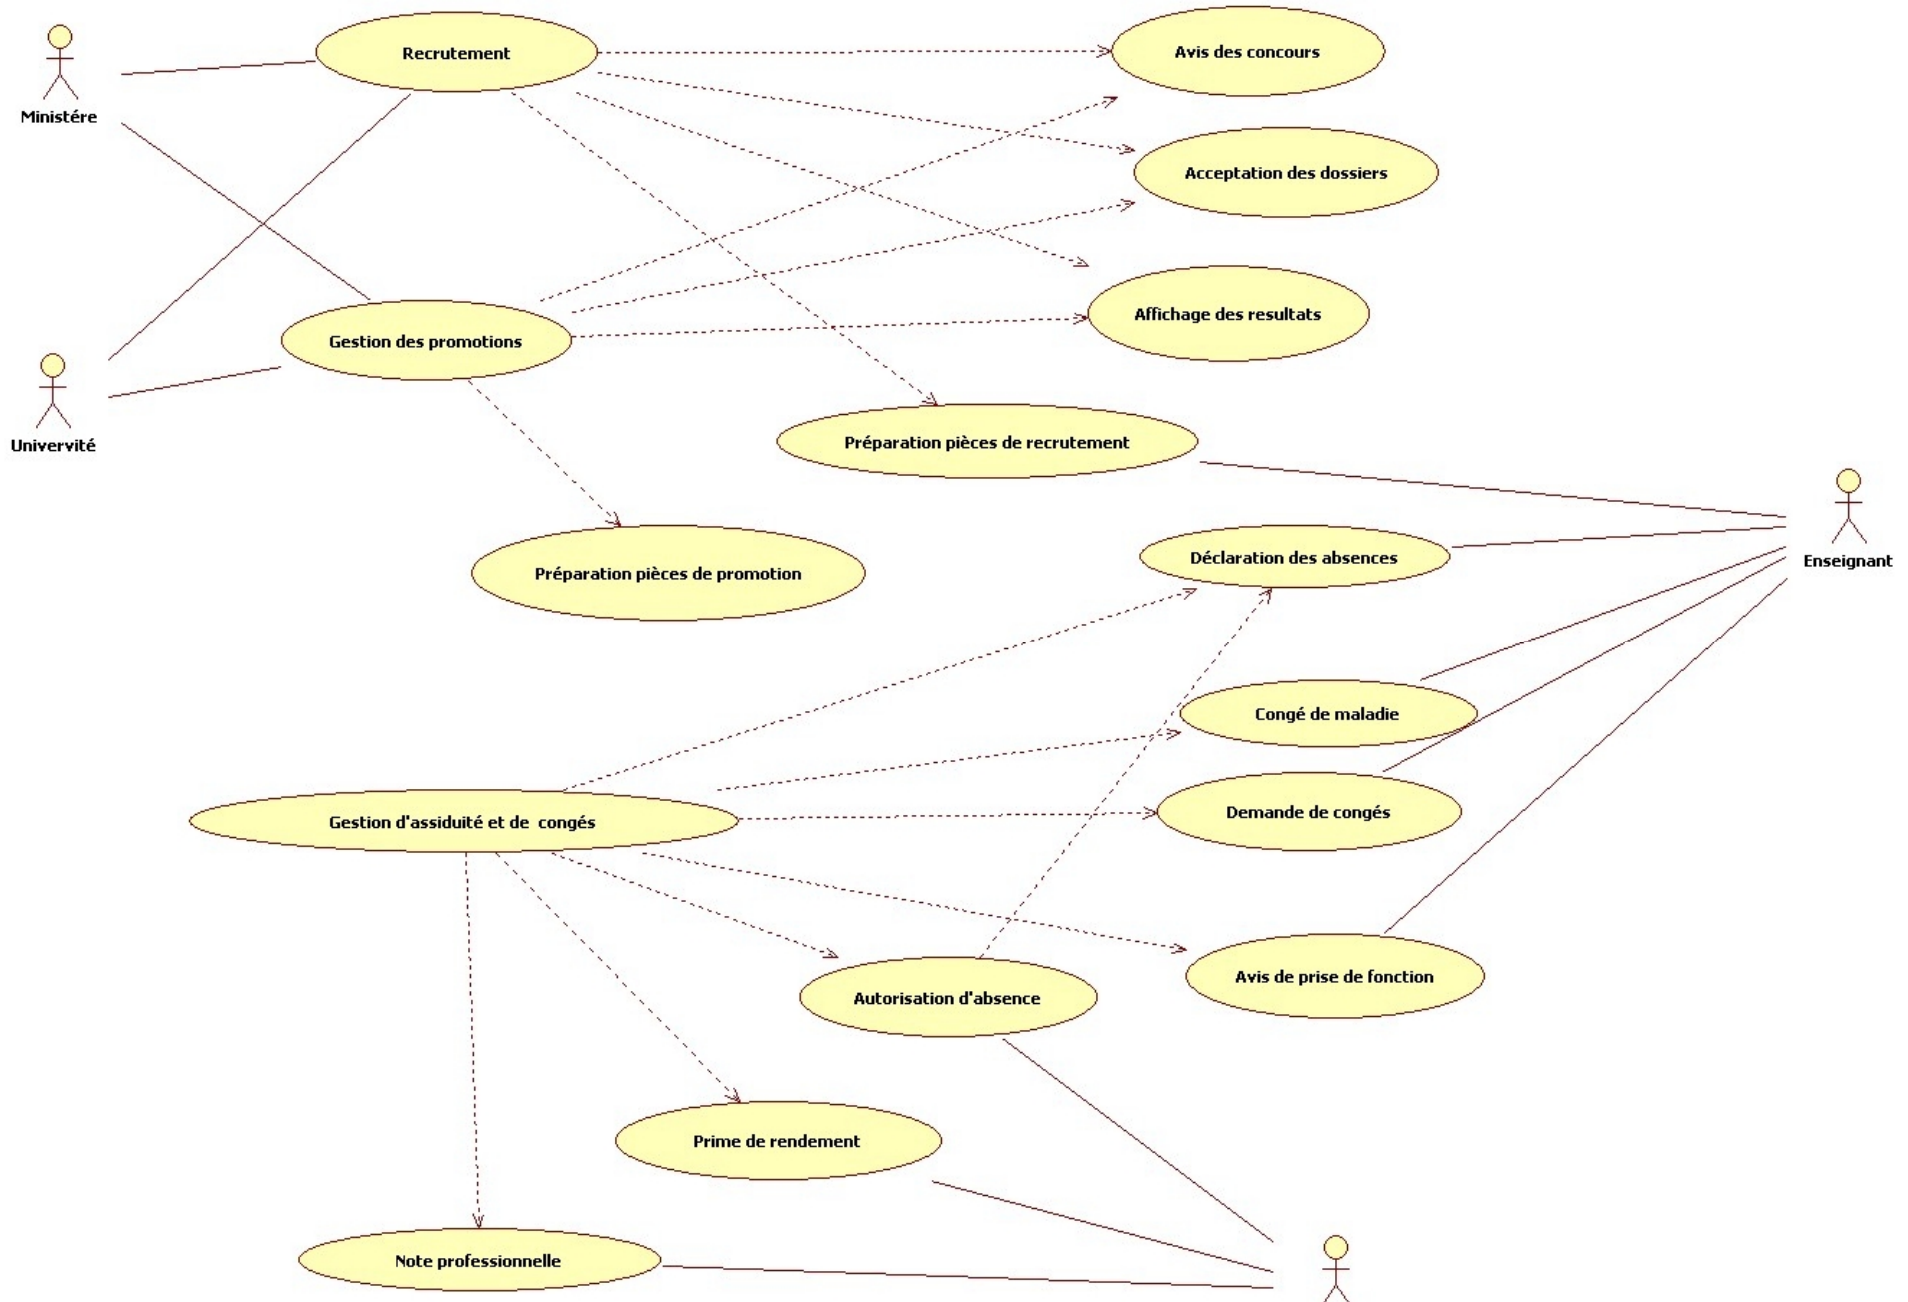 Recrutement
Avis des concours
Ministére
Acceptation des dossiers
Affichage des resultats
Gestion des promotions
Univervité
Préparation pièces de recrutement
Enseignant
Déclaration des absences
Préparation pièces de promotion
Congé de maladie
Demande de congés
Gestion d'assiduité et de  congés
Avis de prise de fonction
Autorisation d'absence
Prime de rendement
Note professionnelle